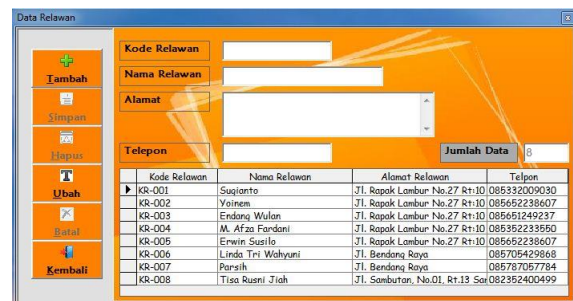 Data Relawan
Tambah
Simpan
Hapus
Ubah
Batal
Kembali
Kode Relawan
Nama Relawan
Alamat
Telepon
Jumlah Data 8
Kode Relawan Nama Relawan Alamat Relawan Telpon
KR-001 Sugianto Jl. Rapak Lambur No.27 Rt:10 085332009030
KR-002 Yoinem Jl. Rapak Lambur No.27 Rt:10 085652238607
KR-003 Endang Wulan Jl. Rapak Lambur No.27 Rt:10 085651249237
KR-004 M. Afza Fardani Jl. Rapak Lambur No.27 Rt:10 085352233550
KR-005 Erwin Susilo Jl. Rapak Lambur No.27 Rt:10 085652238607
KR-006 Linda Tri Wahyuni Jl. Bendang Raya 085705429868
KR-007 Parsih Jl. Bendang Raya 085787057784
KR-008 Tisa Rusni Jiah Jl. Sambutan, No.01, Rt.13 Sar 082352400499